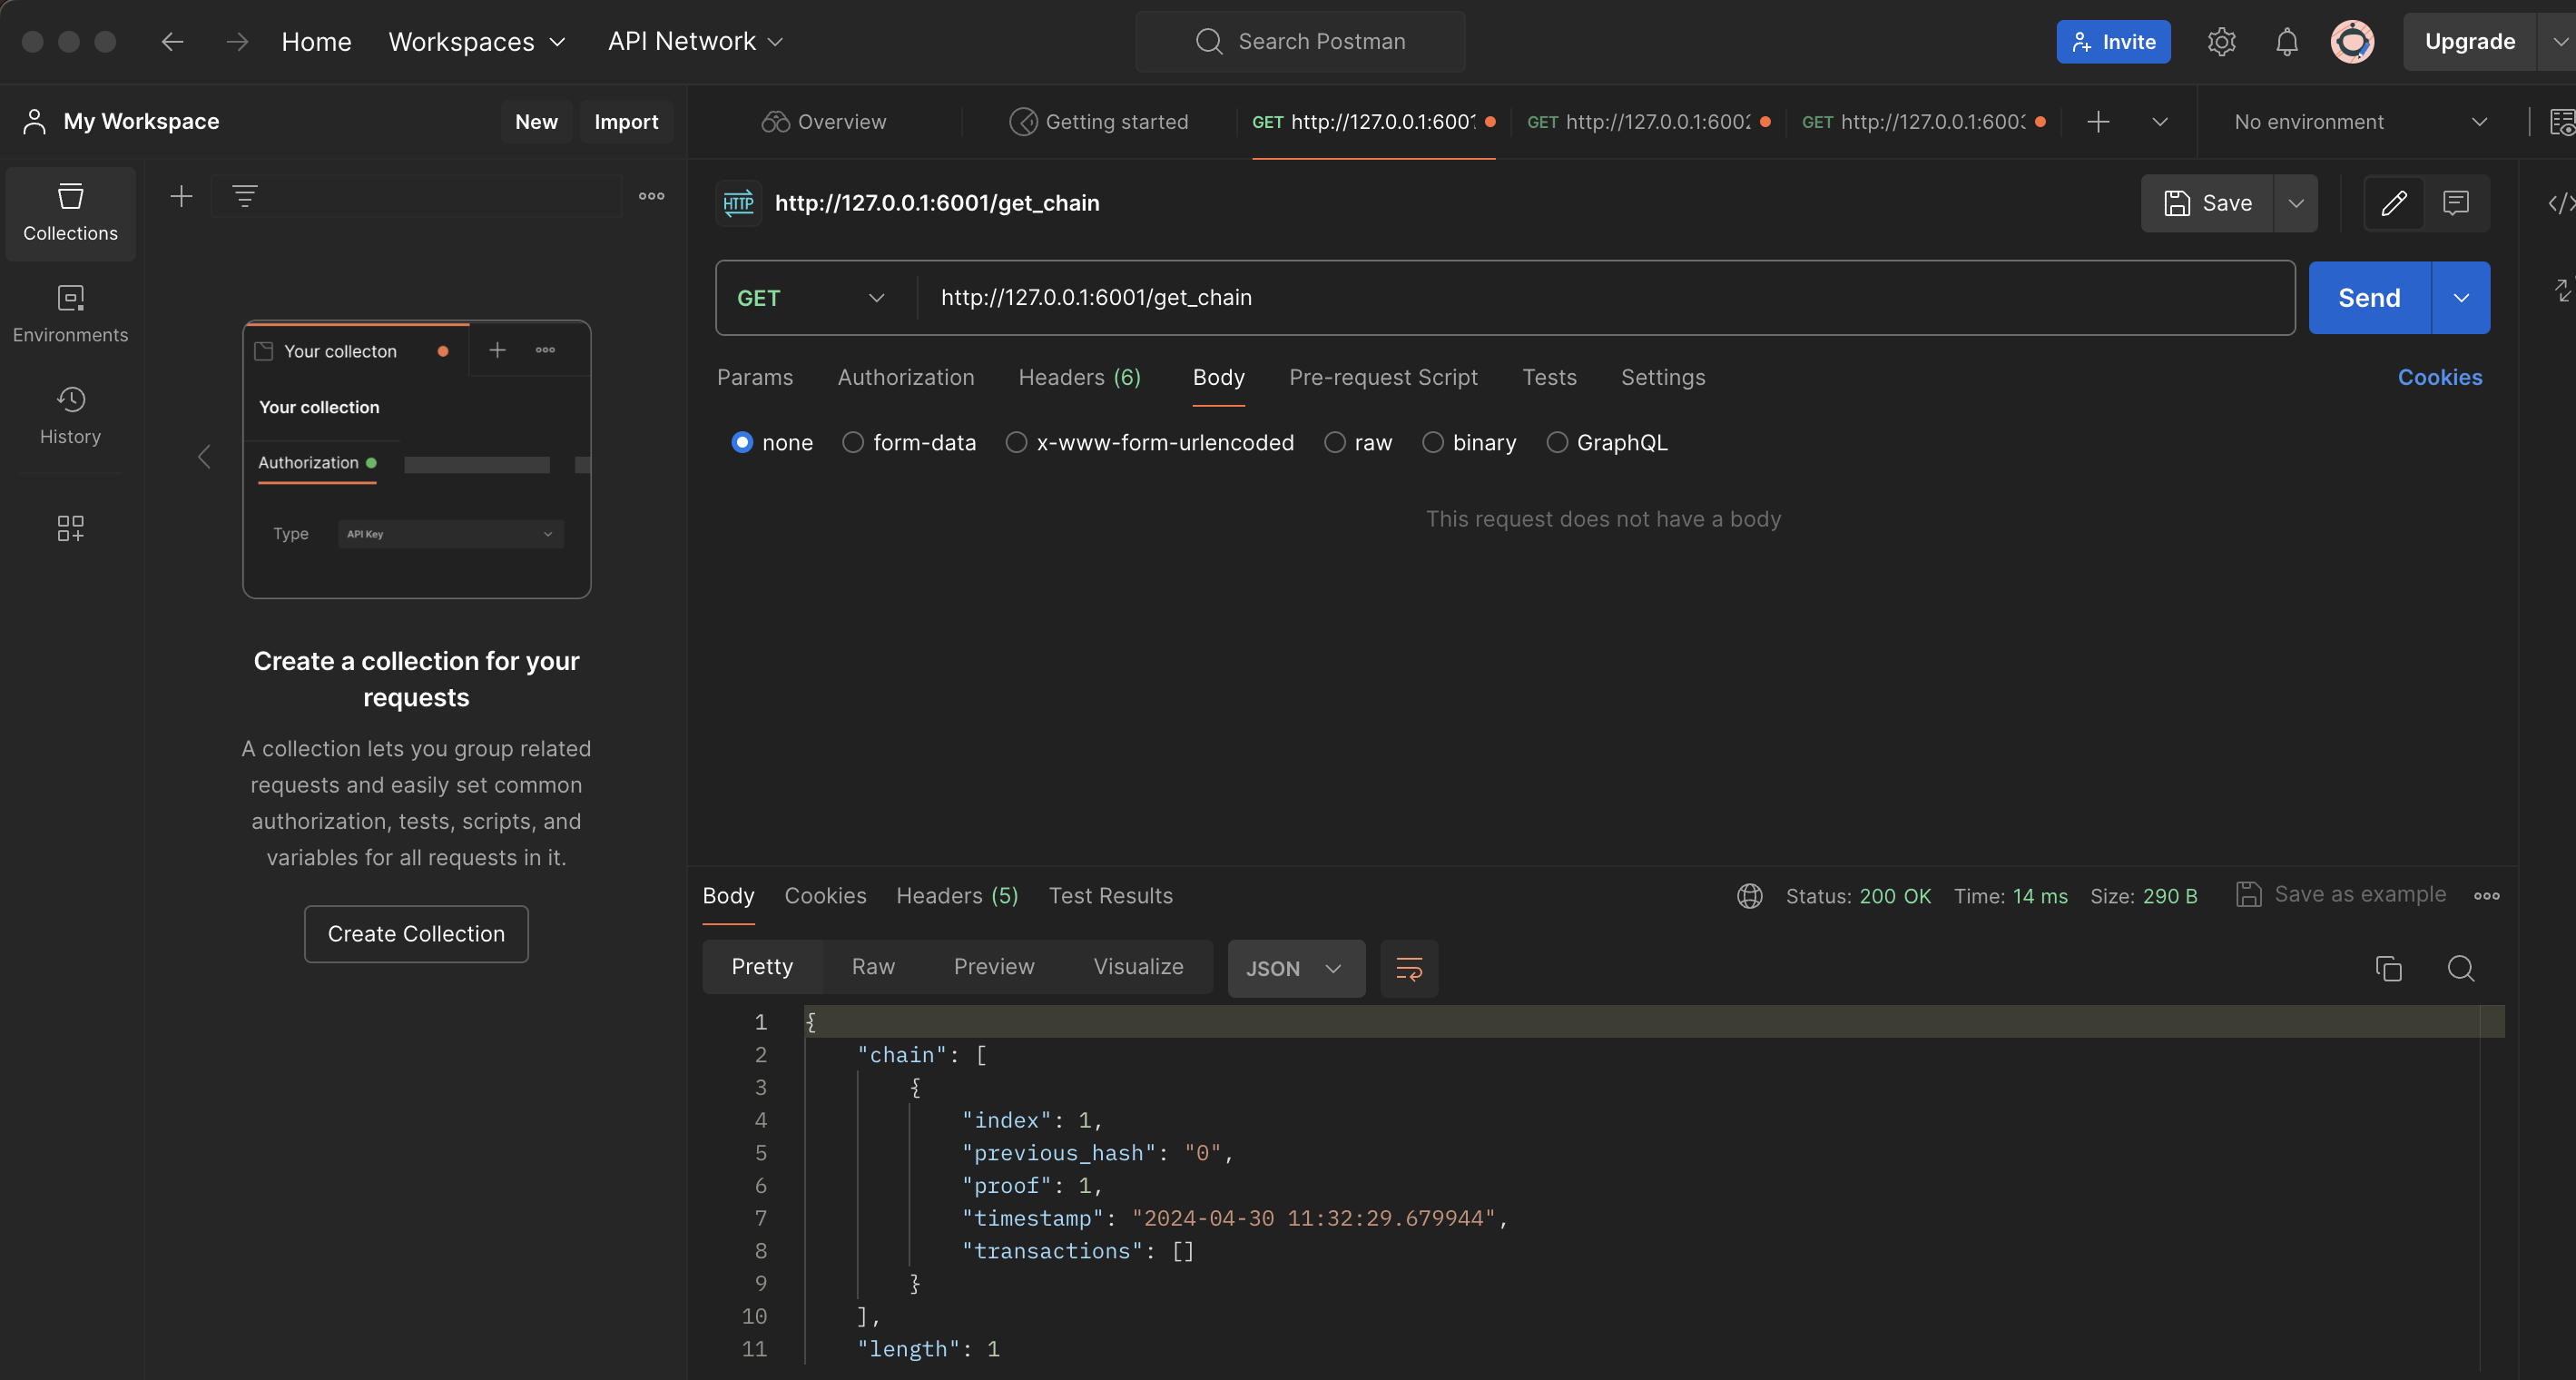 Home Workspaces API Network Search Postman Invite Upgrade
My Workspace New Import Overview Getting started GET http://127.0.0.1:6001 GET http://127.0.0.1:6002 GET http://127.0.0.1:6003 No environment
Collections
Environments
History
Your collecton
Your collection
Authorization
Type API Key
Create a collection for your
requests
A collection lets you group related
requests and easily set common
authorization, tests, scripts, and
variables for all requests in it.
Create Collection
HTTP http://127.0.0.1:6001/get_chain Save
GET http://127.0.0.1:6001/get_chain Send
Params Authorization Headers (6) Body Pre-request Script Tests Settings Cookies
none form-data x-www-form-urlencoded raw binary GraphQL
This request does not have a body
Body Cookies Headers (5) Test Results Status: 200 OK Time: 14 ms Size: 290 B Save as example
Pretty Raw Preview Visualize JSON
1 {
2 "chain": [
3 {
4 "index": 1,
5 "previous_hash": "0",
6 "proof": 1,
7 "timestamp": "2024-04-30 11:32:29.679944",
8 "transactions": []
9 }
10 ],
11 "length": 1